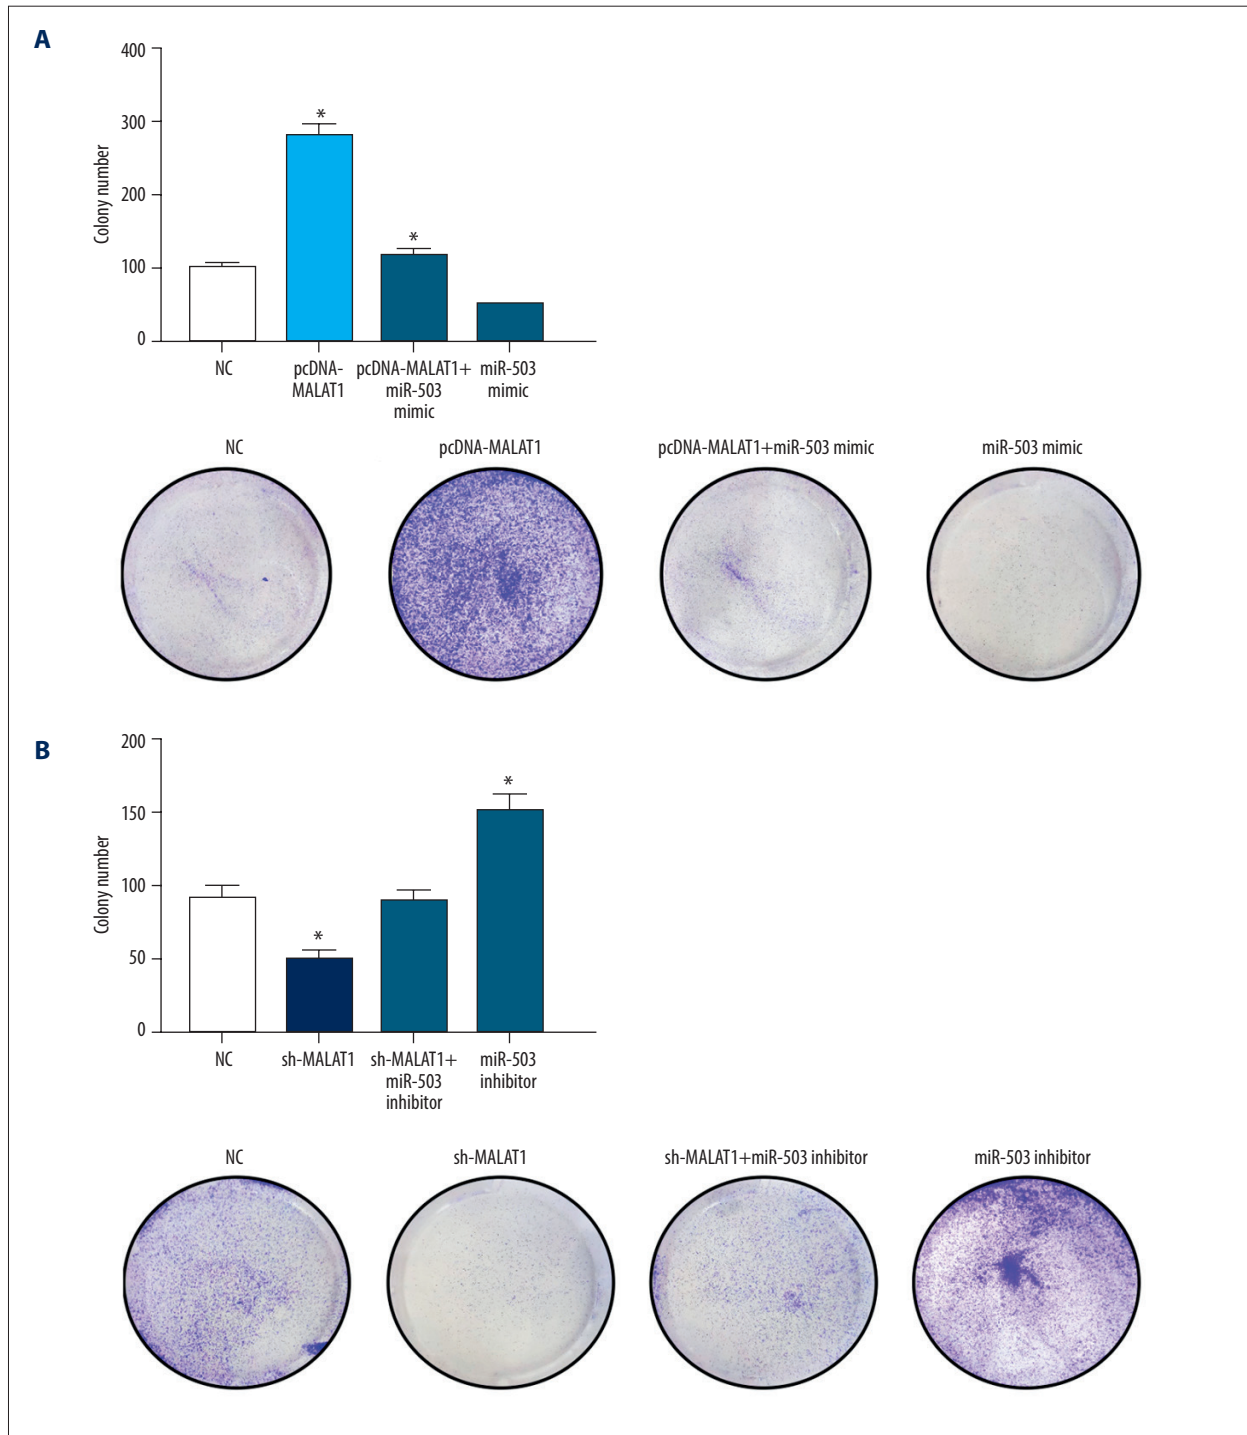 A
400
300
200
100
0
Colony number
*
*
NC
pcDNA-
MALAT1
pcDNA-MALAT1+
miR-503
mimic
miR-503
mimic
NC
pcDNA-MALAT1
pcDNA-MALAT1+miR-503 mimic
miR-503 mimic
B
200
150
100
50
0
Colony number
*
*
NC
sh-MALAT1
sh-MALAT1+
miR-503
inhibitor
miR-503
inhibitor
NC
sh-MALAT1
sh-MALAT1+miR-503 inhibitor
miR-503 inhibitor